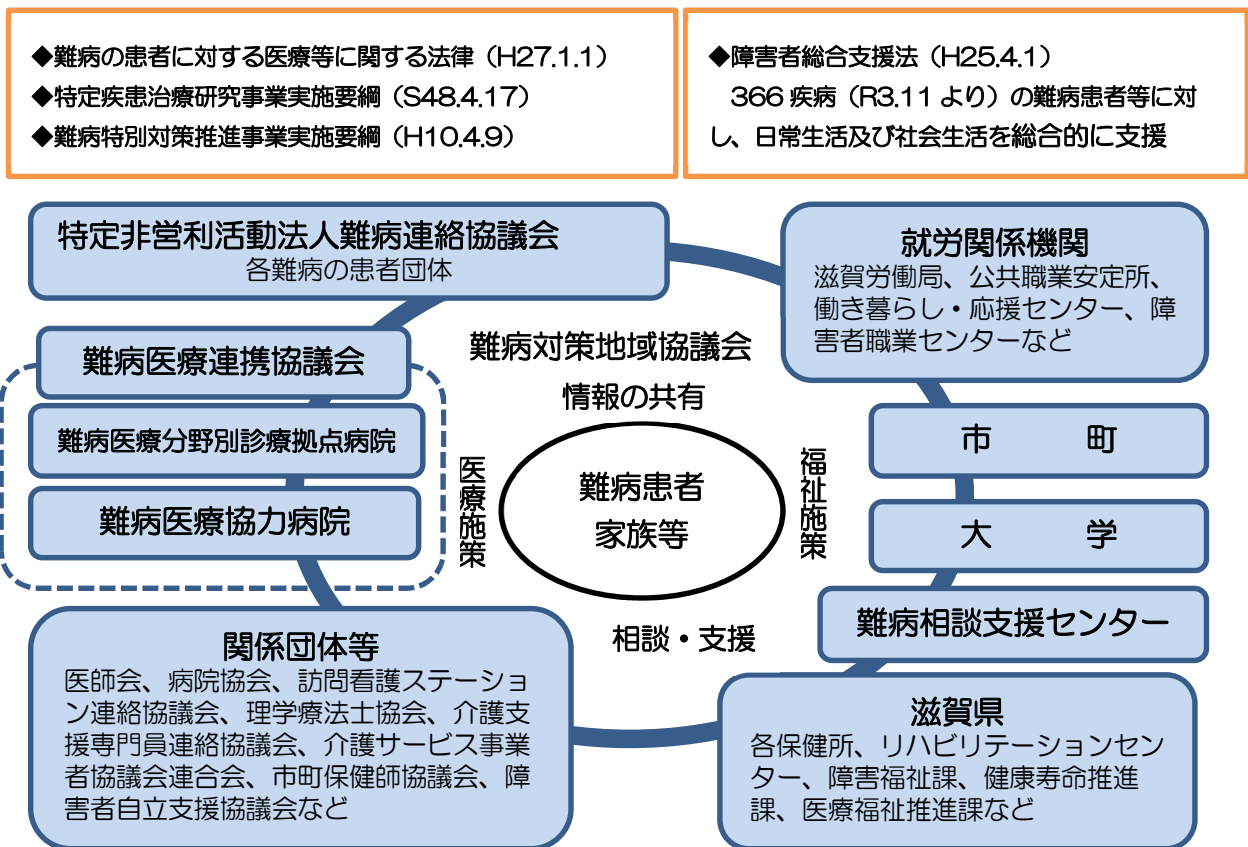 ◆難病の患者に対する医療等に関する法律（H27.1.1）
◆特定疾患治療研究事業実施要綱（S48.4.17）
◆難病特別対策推進事業実施要綱（H10.4.9）
◆障害者総合支援法（H25.4.1）
366 疾病（R3.11 より）の難病患者等に対
し、日常生活及び社会生活を総合的に支援
特定非営利活動法人難病連絡協議会
各難病の患者団体
就労関係機関
滋賀労働局、公共職業安定所、
働き暮らし・応援センター、障
害者職業センターなど
難病医療連携協議会
難病医療分野別診療拠点病院
難病医療協力病院
難病対策地域協議会
情報の共有
医療施策
難病患者
家族等
福祉施策
相談・支援
市　町
大　学
難病相談支援センター
関係団体等
医師会、病院協会、訪問看護ステーショ
ン連絡協議会、理学療法士協会、介護支
援専門員連絡協議会、介護サービス事業
者協議会連合会、市町保健師協議会、障
害者自立支援協議会など
滋賀県
各保健所、リハビリテーションセン
ター、障害福祉課、健康寿命推進
課、医療福祉推進課など